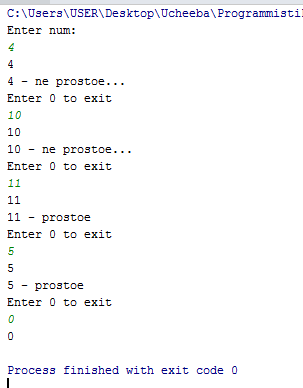 C:\Users\USER\Desktop\Ucheeba\Programmisti
Enter num:
4
4
4 - ne prostoe...
Enter 0 to exit
10
10
10 - ne prostoe...
Enter 0 to exit
11
11
11 - prostoe
Enter 0 to exit
5
5
5 - prostoe
Enter 0 to exit
0
0
Process finished with exit code 0